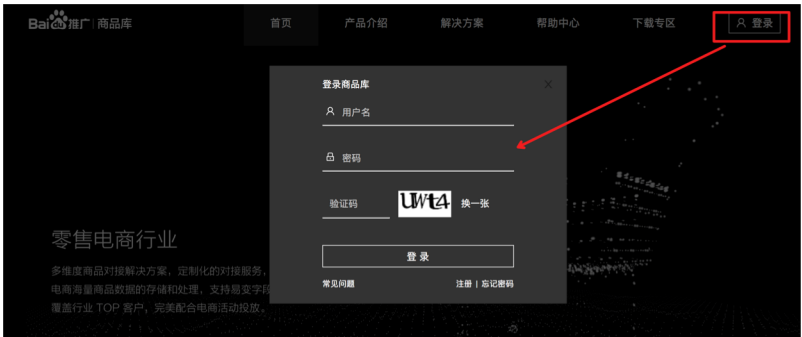 Bai du 推广 | 商品库
首页 产品介绍 解决方案 帮助中心 下载专区 登录
登录商品库 X
用户名
密码
验证码 UWt4 换一张
登 录
常见问题 注册 | 忘记密码
零售电商行业
多维度商品对接解决方案，定制化的对接服务，
电商海量商品数据的存储和处理，支持易变字段
覆盖行业 TOP 客户，完美配合电商活动投放。